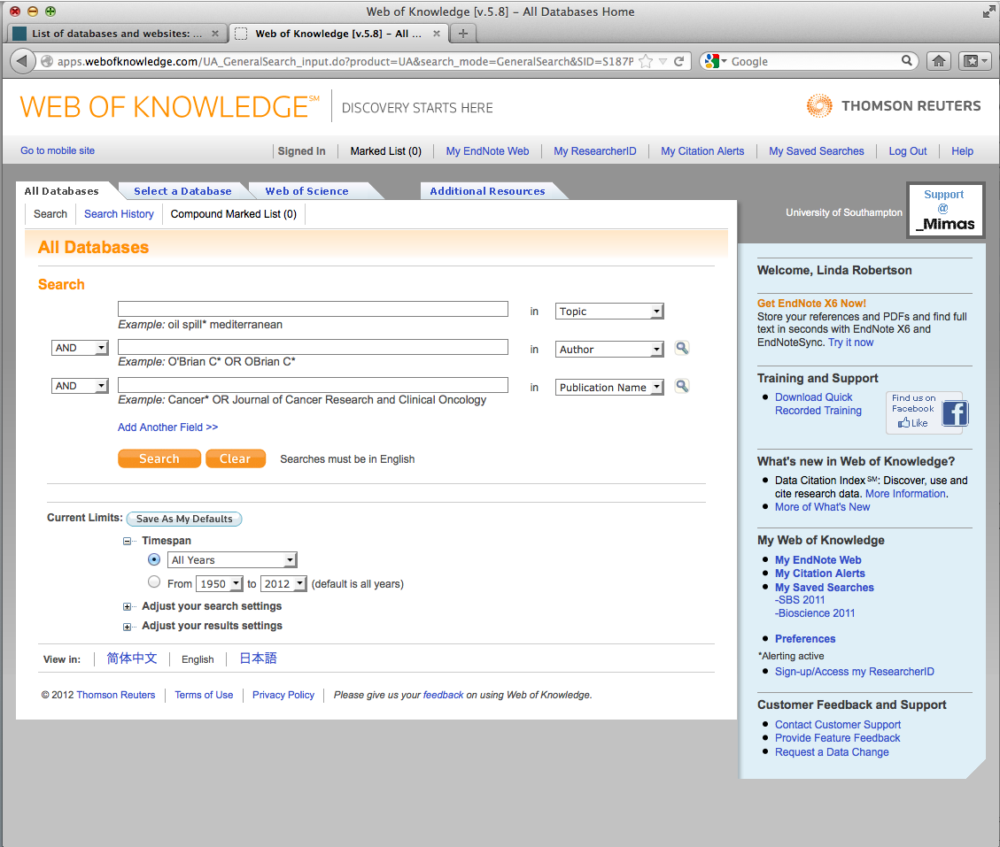 Web of Knowledge [v.5.8] – All Databases Home
List of databases and websites: ...
Web of Knowledge [v.5.8] – All ...
apps.webofknowledge.com/UA_GeneralSearch_input.do?product=UA&search_mode=GeneralSearch&SID=S187P
Google
WEB OF KNOWLEDGE℠
DISCOVERY STARTS HERE
THOMSON REUTERS
Go to mobile site
Signed In
Marked List (0)
My EndNote Web
My ResearcherID
My Citation Alerts
My Saved Searches
Log Out
Help
All Databases
Select a Database
Web of Science
Additional Resources
Search
Search History
Compound Marked List (0)
University of Southampton
Support
@
_Mimas
All Databases
Search
in
Topic
Example: oil spill* mediterranean
AND
in
Author
Example: O'Brian C* OR OBrian C*
AND
in
Publication Name
Example: Cancer* OR Journal of Cancer Research and Clinical Oncology
Add Another Field >>
Search
Clear
Searches must be in English
Current Limits:
Save As My Defaults
Timespan
All Years
From 1950 to 2012 (default is all years)
Adjust your search settings
Adjust your results settings
View in:
简体中文
English
日本語
© 2012 Thomson Reuters
Terms of Use
Privacy Policy
Please give us your feedback on using Web of Knowledge.
Welcome, Linda Robertson
Get EndNote X6 Now!
Store your references and PDFs and find full
text in seconds with EndNote X6 and
EndNoteSync. Try it now
Training and Support
Download Quick
Recorded Training
Find us on
Facebook
Like
f
What's new in Web of Knowledge?
Data Citation Index℠: Discover, use and
cite research data. More Information.
More of What's New
My Web of Knowledge
My EndNote Web
My Citation Alerts
My Saved Searches
-SBS 2011
-Bioscience 2011
Preferences
*Alerting active
Sign-up/Access my ResearcherID
Customer Feedback and Support
Contact Customer Support
Provide Feature Feedback
Request a Data Change